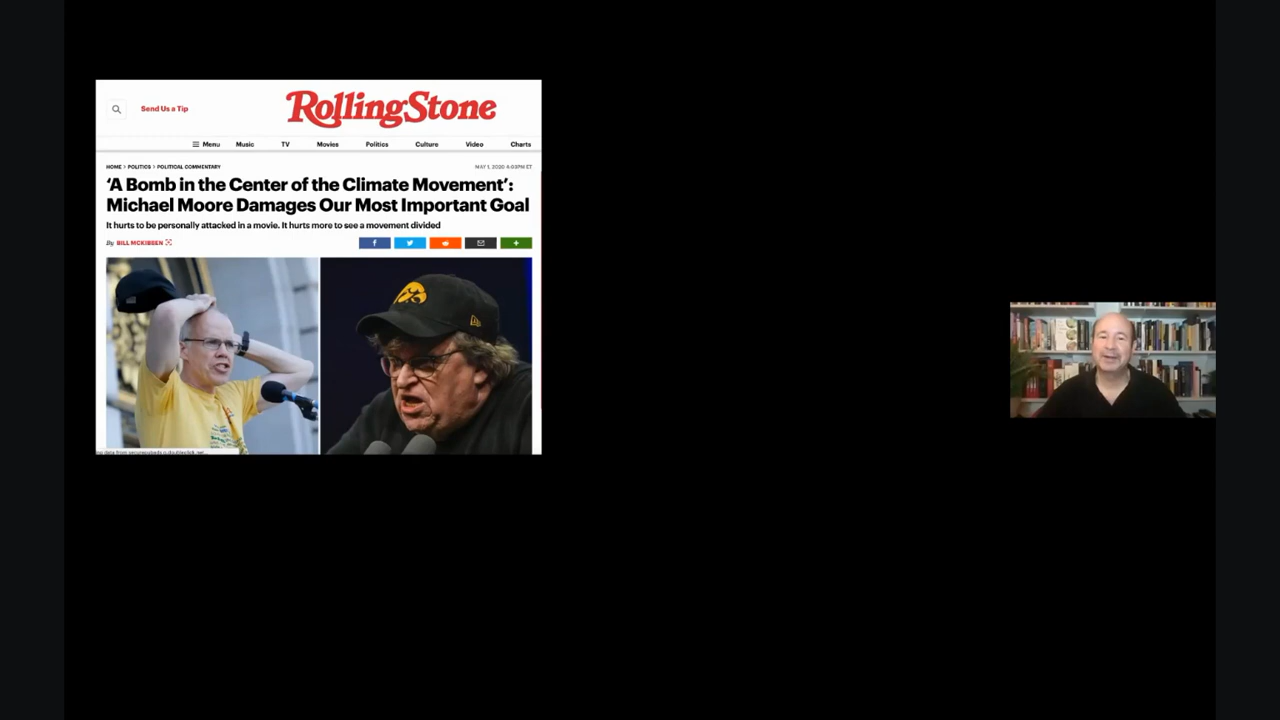 Send Us a Tip
RollingStone
Menu Music TV Movies Politics Culture Video Charts
HOME > POLITICS > POLITICAL COMMENTARY MAY 1, 2020 4:03PM ET
‘A Bomb in the Center of the Climate Movement’:
Michael Moore Damages Our Most Important Goal
It hurts to be personally attacked in a movie. It hurts more to see a movement divided
By BILL MCKIBBEN